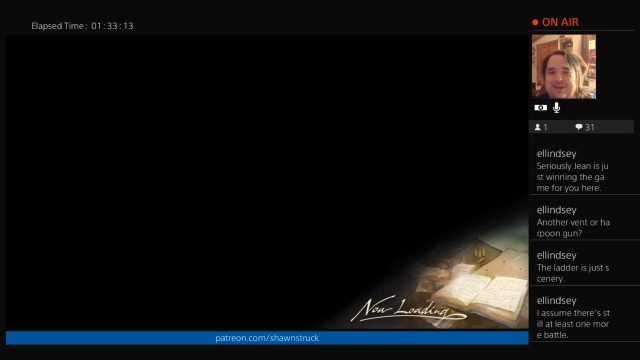 Elapsed Time : 01:33:13
ON AIR
1 31
ellindsey
Seriously Jean is ju
st winning the ga
me for you here.
ellindsey
Another vent or ha
rpoon gun?
ellindsey
The ladder is just s
cenery.
ellindsey
I assume there's st
ill at least one mor
e battle.
Now Loading
patreon.com/shawnstruck